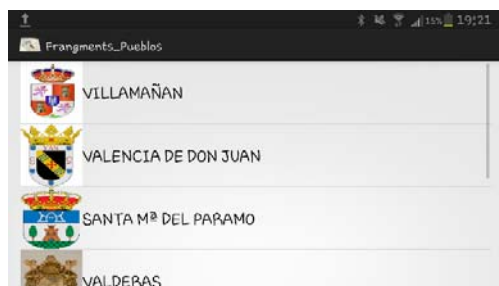 15% 19:21
Frangments_Pueblos
VILLAMAÑAN
VALENCIA DE DON JUAN
SANTA Mª DEL PARAMO
VALDERAS